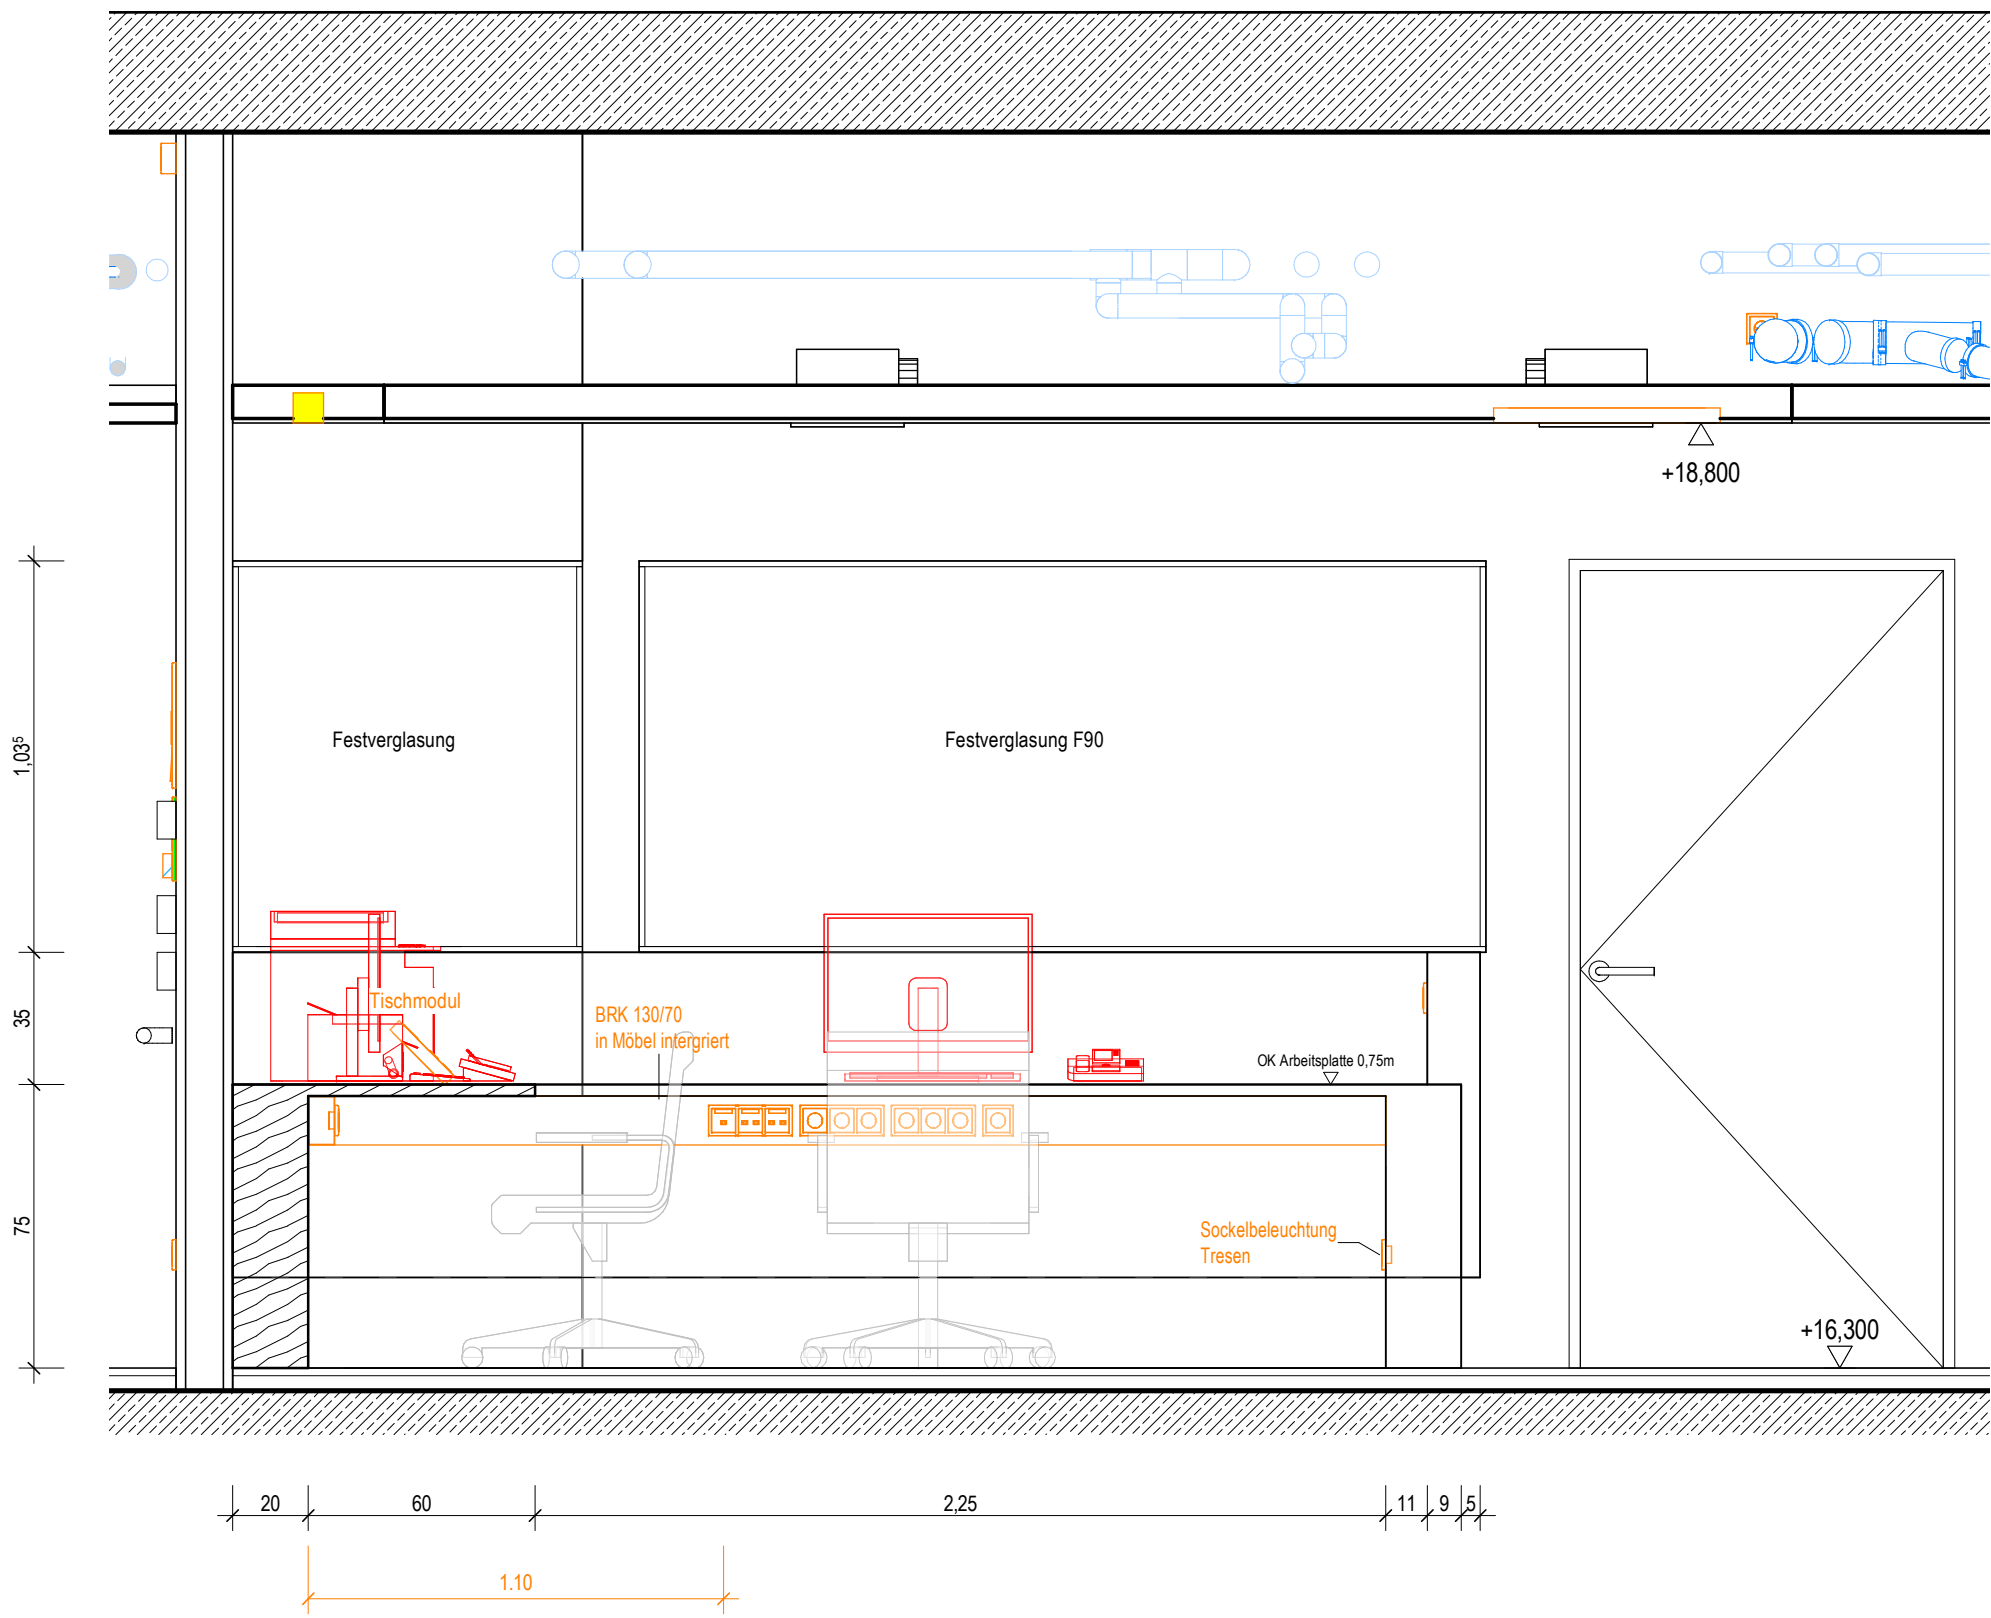 +18,800
Festverglasung
Festverglasung F90
1,03⁵
35
75
Tischmodul
BRK 130/70
in Möbel intergriert
OK Arbeitsplatte 0,75m
Sockelbeleuchtung
Tresen
+16,300
20
60
2,25
11
9
5
1.10